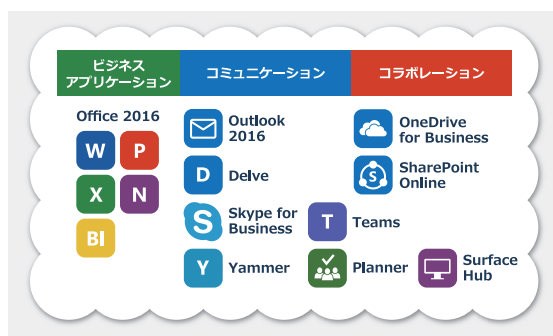 ビジネス
アプリケーション
コミュニケーション
コラボレーション
Office 2016
W
P
X
N
BI
Outlook
2016
D
Delve
S
Skype for
Business
Y
Yammer
OneDrive
for Business
S
SharePoint
Online
T
Teams
Planner
Surface
Hub